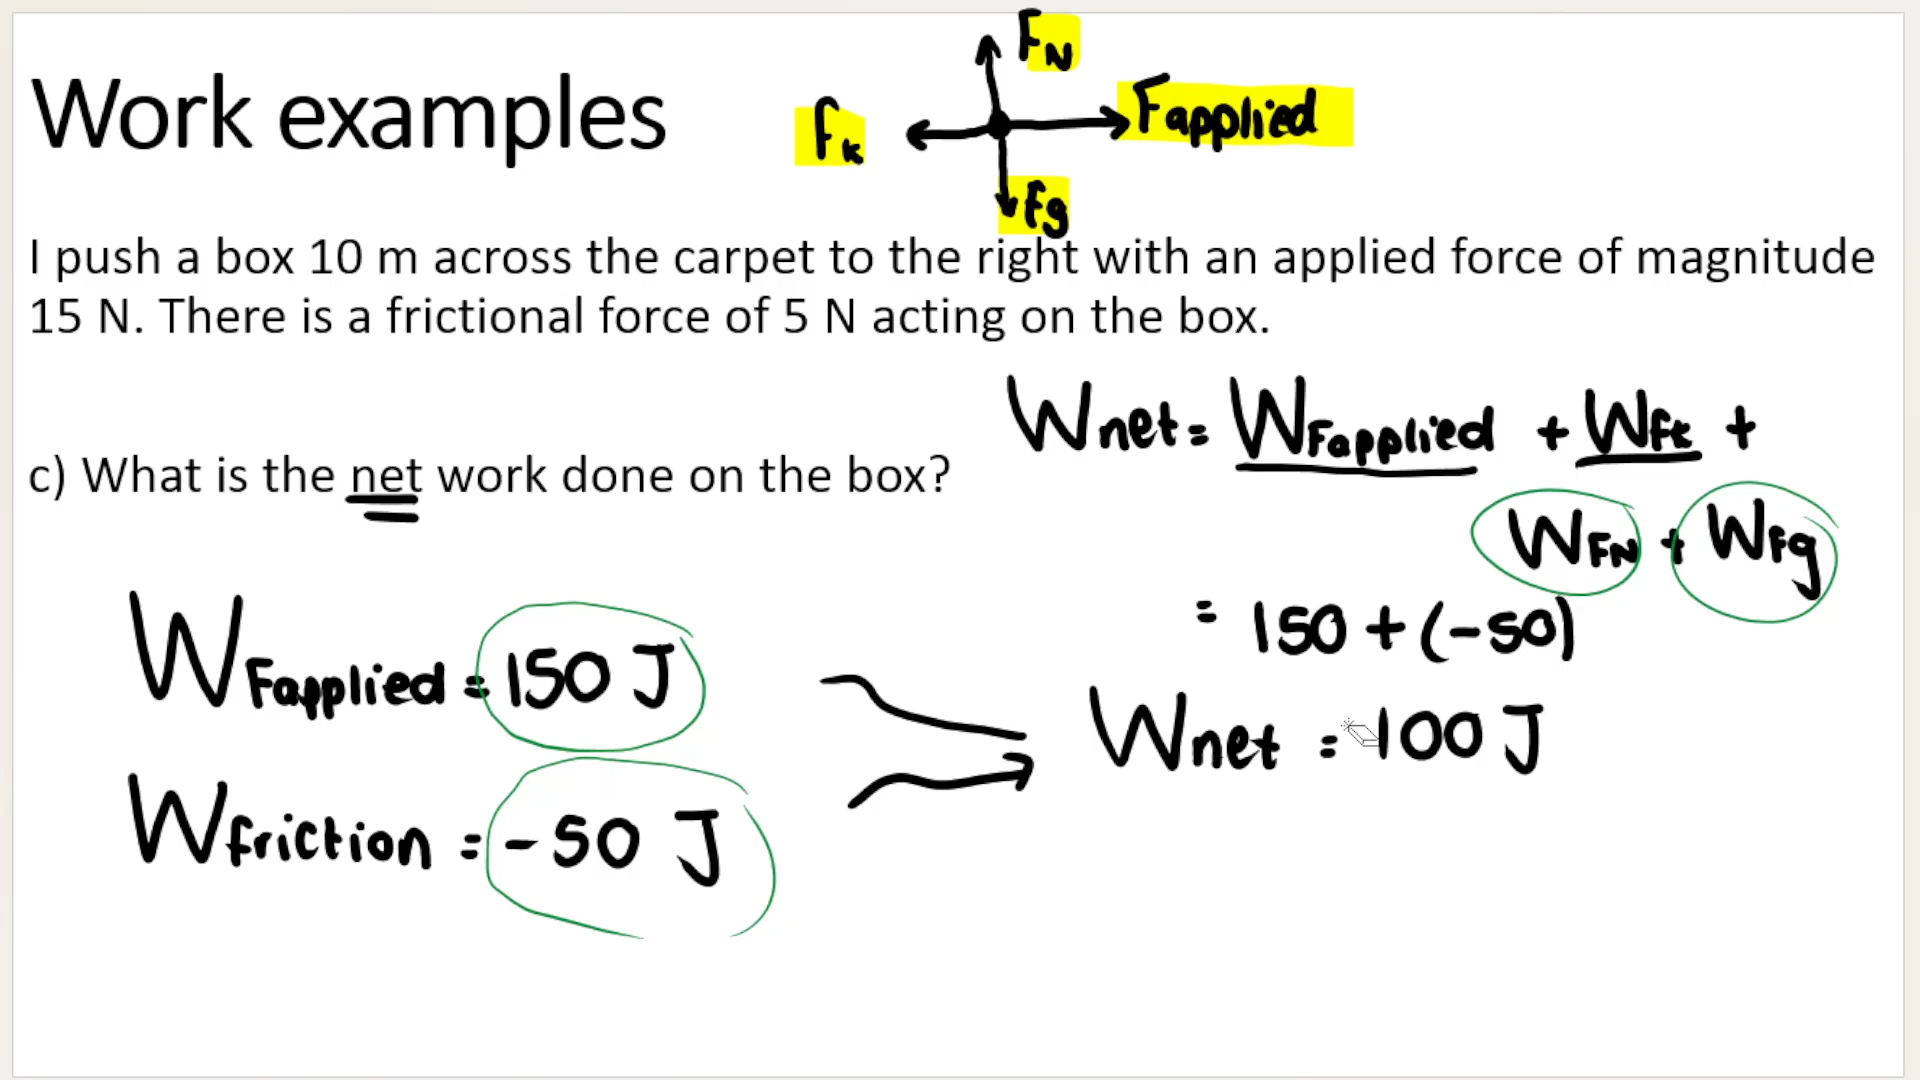 Work examples
FN
fk
Fapplied
Fg
I push a box 10 m across the carpet to the right with an applied force of magnitude
15 N. There is a frictional force of 5 N acting on the box.
c) What is the net work done on the box?
Wnet = WFapplied + Wfk +
WFN + WFg
= 150 + (-50)
Wnet = 100 J
WFapplied = 150 J
Wfriction = -50 J